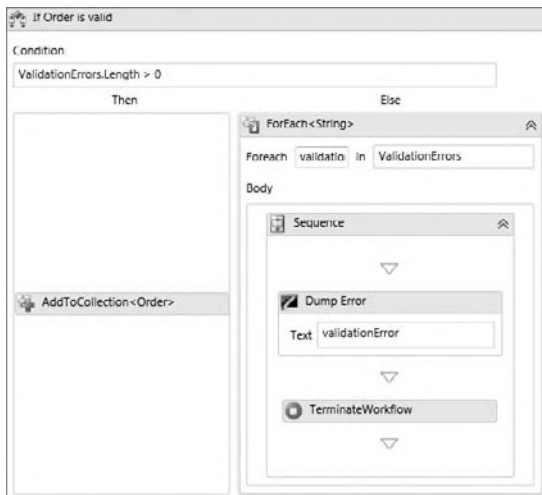 If Order is valid
Condition
ValidationErrors.Length > 0
Then
Else
ForEach<String>
Foreach validatio in ValidationErrors
Body
Sequence
Dump Error
Text validationError
AddToCollection<Order>
TerminateWorkflow